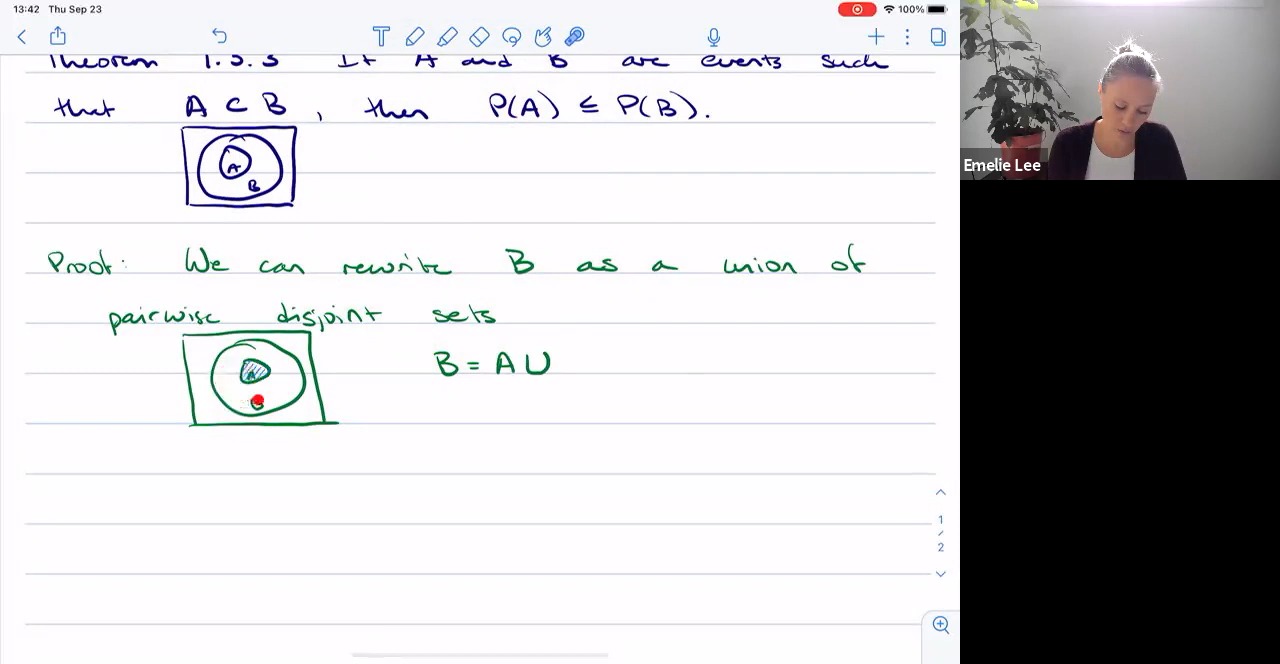 13:42 Thu Sep 23
100%
T
Theorem 1.5.3 If A and B are events such
that A ⊂ B , then P(A) ≤ P(B).
A
B
Proof: We can rewrite B as a union of
pairwise disjoint sets
B = A ∪
A
B
1
/
2
Emelie Lee